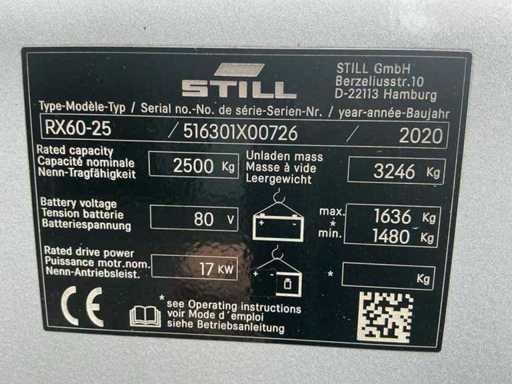 STILL
STILL GmbH
Berzeliusstr.10
D-22113 Hamburg
Type-Modèle-Typ / Serial no.-No. de série-Serien-Nr. / year-année-Baujahr
RX60-25 / 516301X00726 / 2020
Rated capacity
Capacité nominale
Nenn-Tragfähigkeit
2500 Kg
Unladen mass
Masse à vide
Leergewicht
3246 Kg
Battery voltage
Tension batterie
Batteriespannung
80 V
max. 1636 Kg
*
min. 1480 Kg
Rated drive power
Puissance motr.nom.
Nenn-Antriebsleist.
17 KW
* Kg
CE
*see Operating instructions
voir Mode d'emploi
siehe Betriebsanleitung